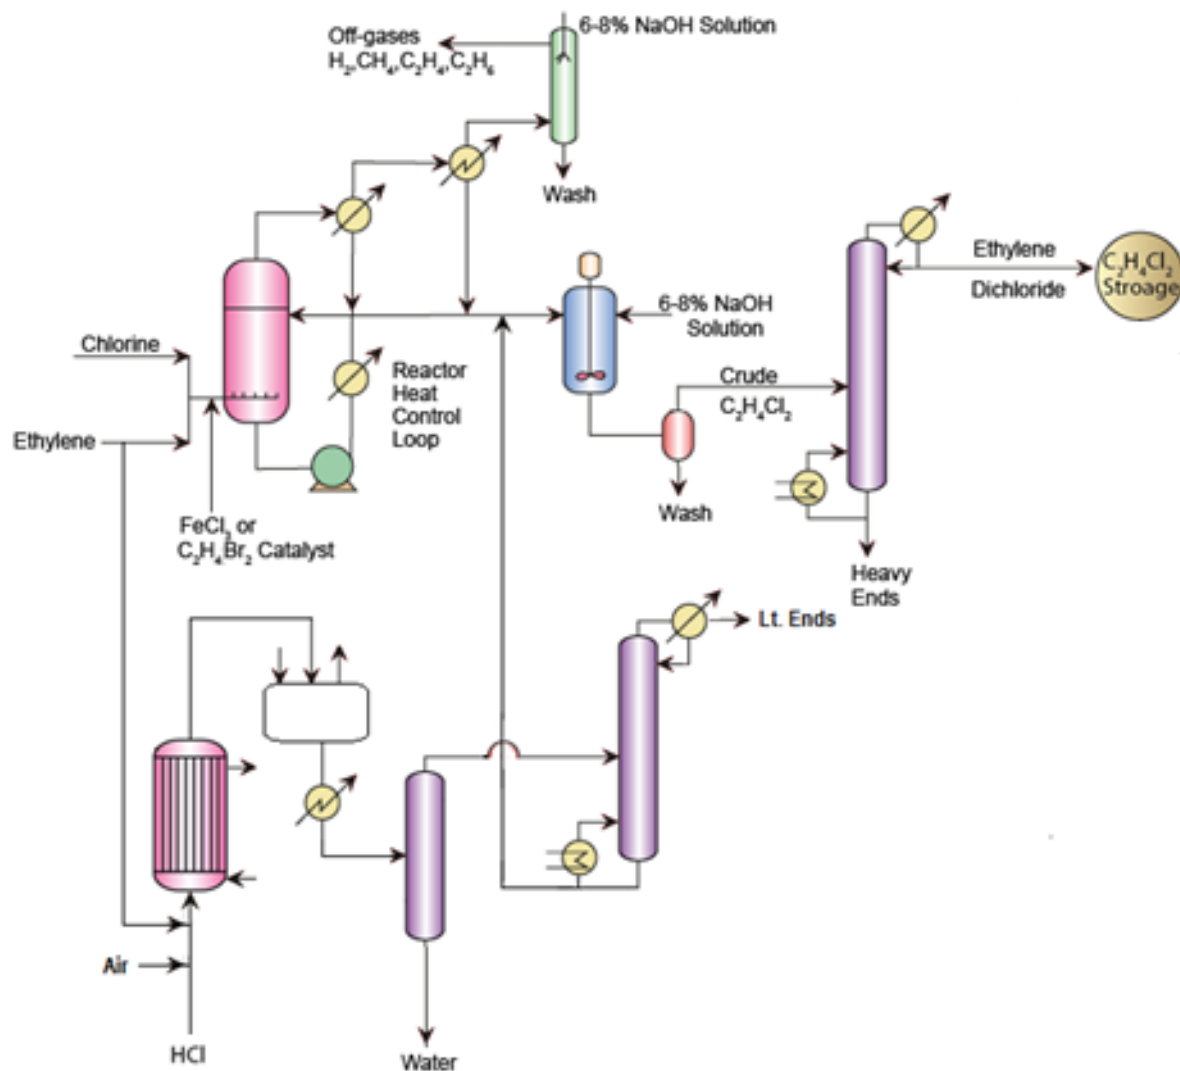 6-8% NaOH Solution
Off-gases
H₂,CH₄,C₂H₄,C₂H₆
Wash
Ethylene
Dichloride
C₂H₄Cl₂
Stroage
6-8% NaOH
Solution
Chlorine
Reactor
Heat
Control
Loop
Crude
C₂H₄Cl₂
Ethylene
Wash
FeCl₃ or
C₂H₄Br₂ Catalyst
Heavy
Ends
Lt. Ends
Air
HCl
Water